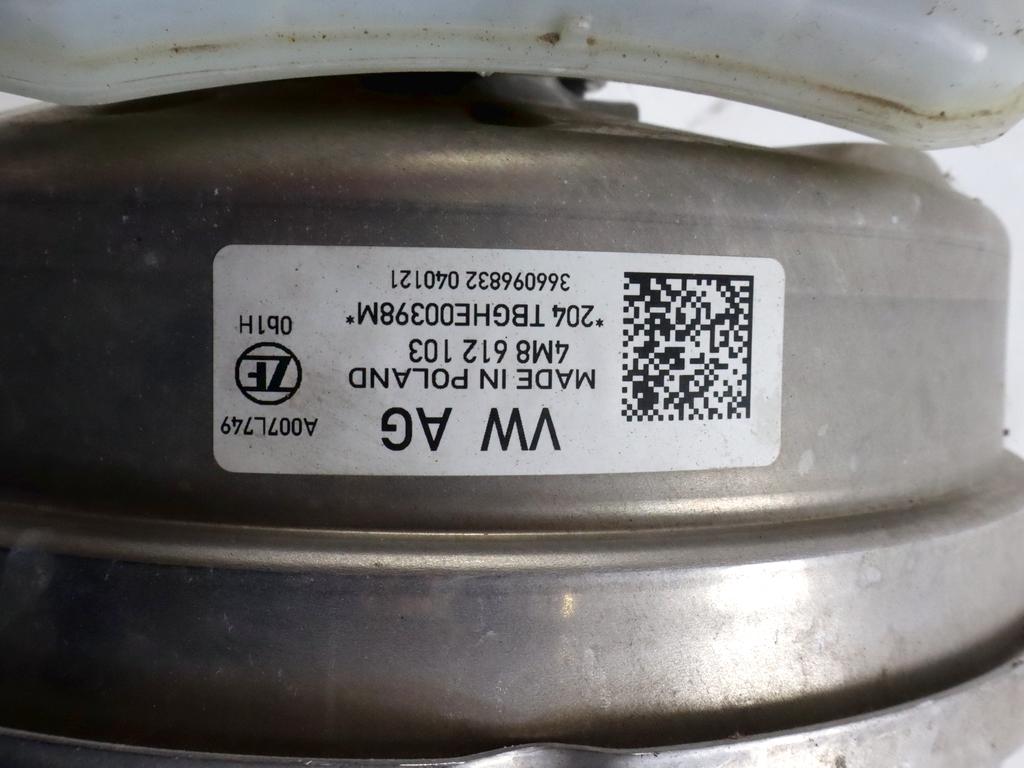 VW AG
MADE IN POLAND
4M8 612 103
*204 TBGHE00398M*
366096832 040121
A007L749
ZF
0b1H